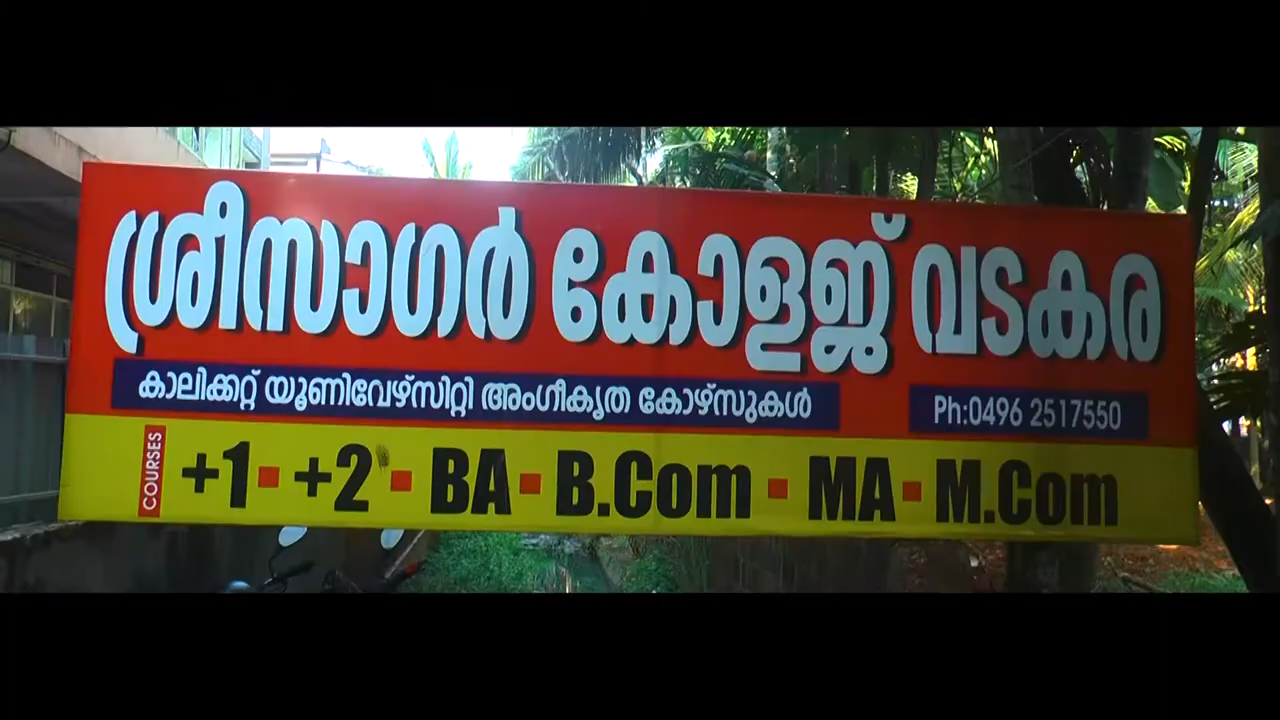 ശ്രീസാഗർ കോളജ് വടകര
കാലിക്കറ്റ് യൂണിവേഴ്സിറ്റി അംഗീകൃത കോഴ്സുകൾ
Ph:0496 2517550
COURSES
+1 ▪ +2 ▪ BA ▪ B.Com ▪ MA ▪ M.Com